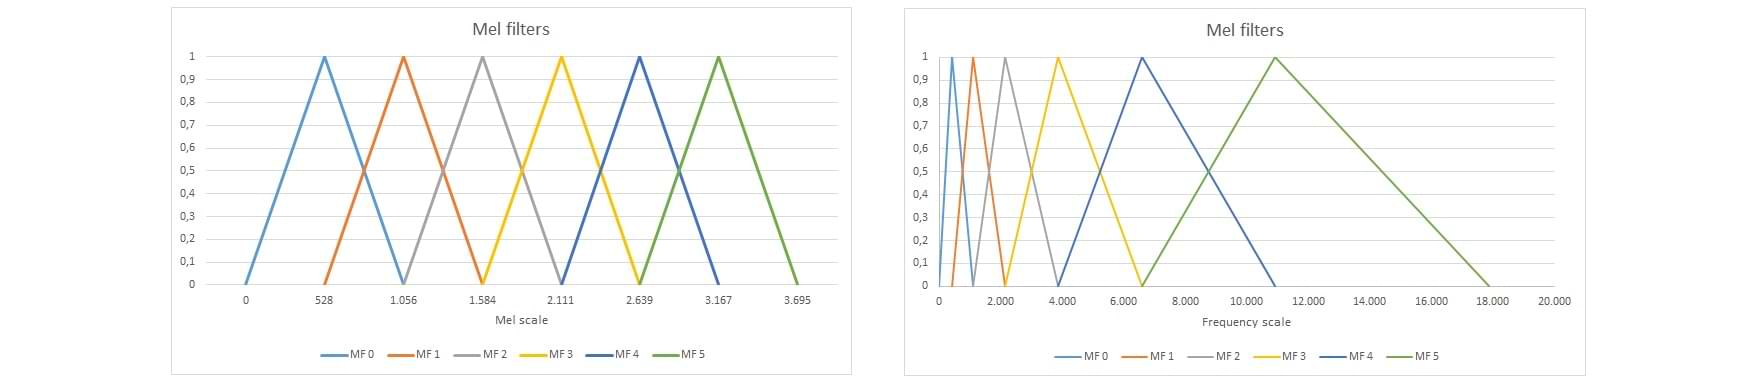 Mel filters
1
0,9
0,8
0,7
0,6
0,5
0,4
0,3
0,2
0,1
0
0 528 1.056 1.584 2.111 2.639 3.167 3.695
Mel scale
MF 0 MF 1 MF 2 MF 3 MF 4 MF 5
Mel filters
1
0,9
0,8
0,7
0,6
0,5
0,4
0,3
0,2
0,1
0
0 2.000 4.000 6.000 8.000 10.000 12.000 14.000 16.000 18.000 20.000
Frequency scale
MF 0 MF 1 MF 2 MF 3 MF 4 MF 5